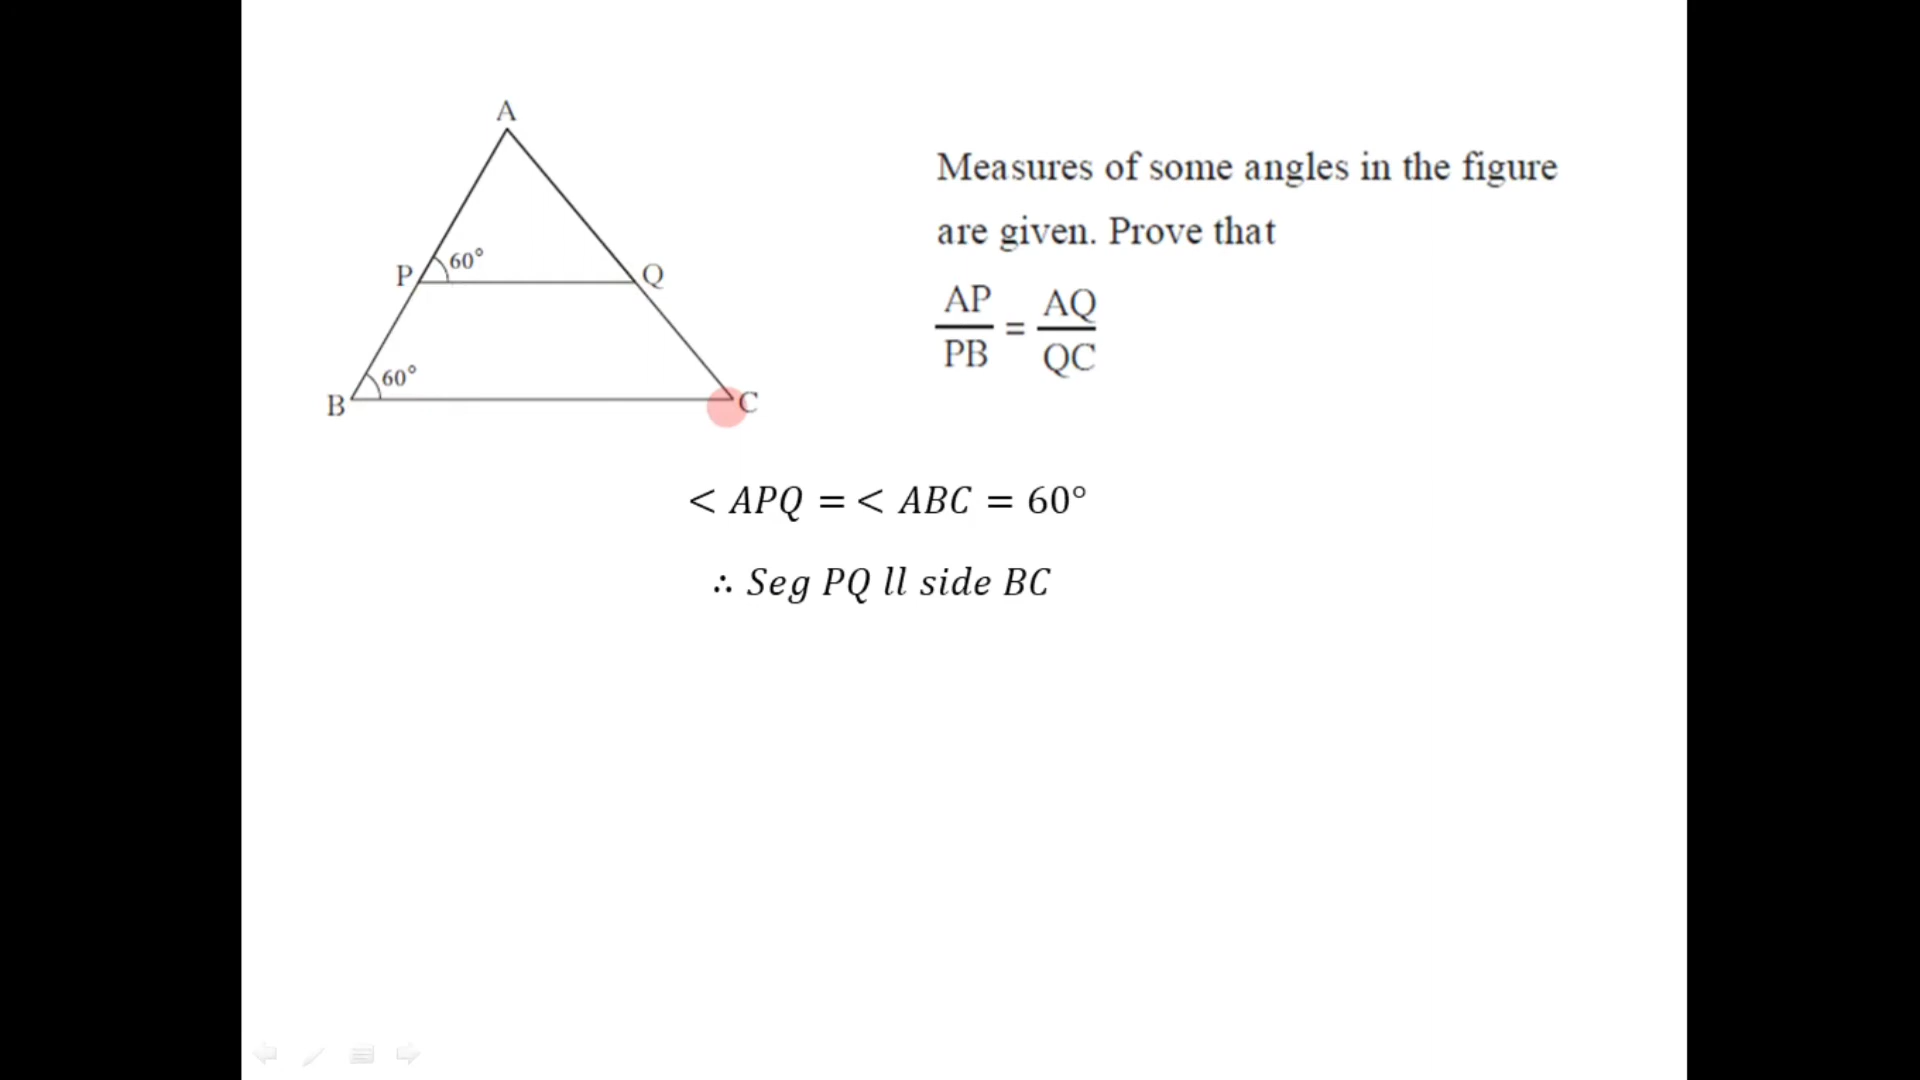 A
Measures of some angles in the figure
60°
are given. Prove that
P
Q
AP
AQ
=
PB
QC
60°
B
C
< APQ =< ABC = 60°
∴ Seg PQ ll side BC